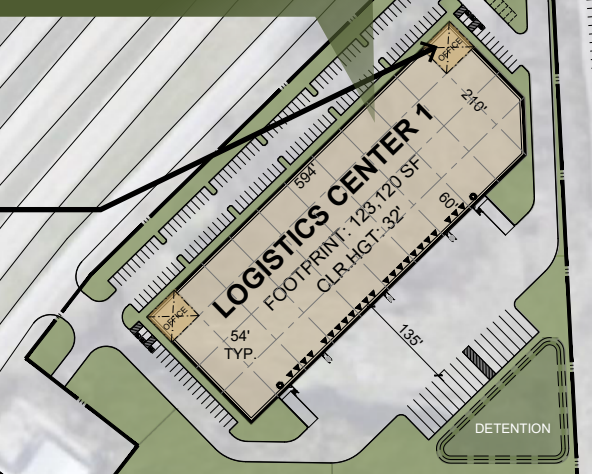 OFFICE
210'
594'
LOGISTICS CENTER 1
FOOTPRINT: 123,120 SF
CLR.HGT.: 32'
60'
OFFICE
54'
TYP.
135'
DETENTION